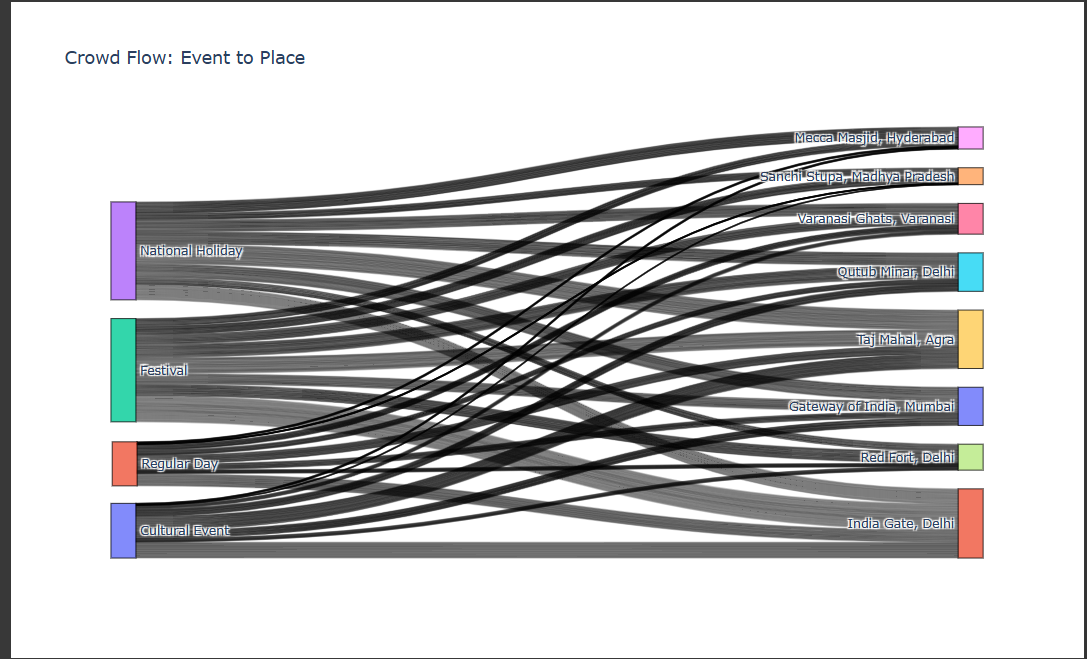 Crowd Flow: Event to Place
Mecca Masjid, Hyderabad
Sanchi Stupa, Madhya Pradesh
Varanasi Ghats, Varanasi
National Holiday
Qutub Minar, Delhi
Taj Mahal, Agra
Festival
Gateway of India, Mumbai
Red Fort, Delhi
Regular Day
India Gate, Delhi
Cultural Event